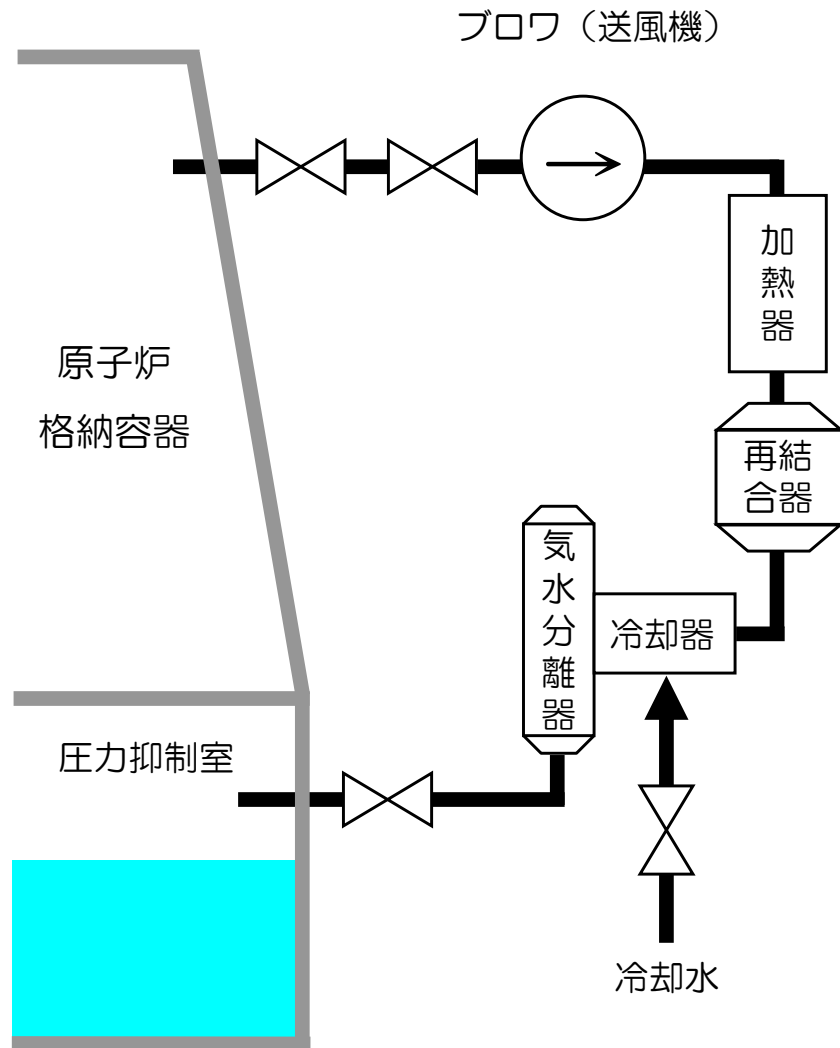 ブロワ（送風機）
加熱器
原子炉
格納容器
再結
合器
気水分離器
冷却器
圧力抑制室
冷却水